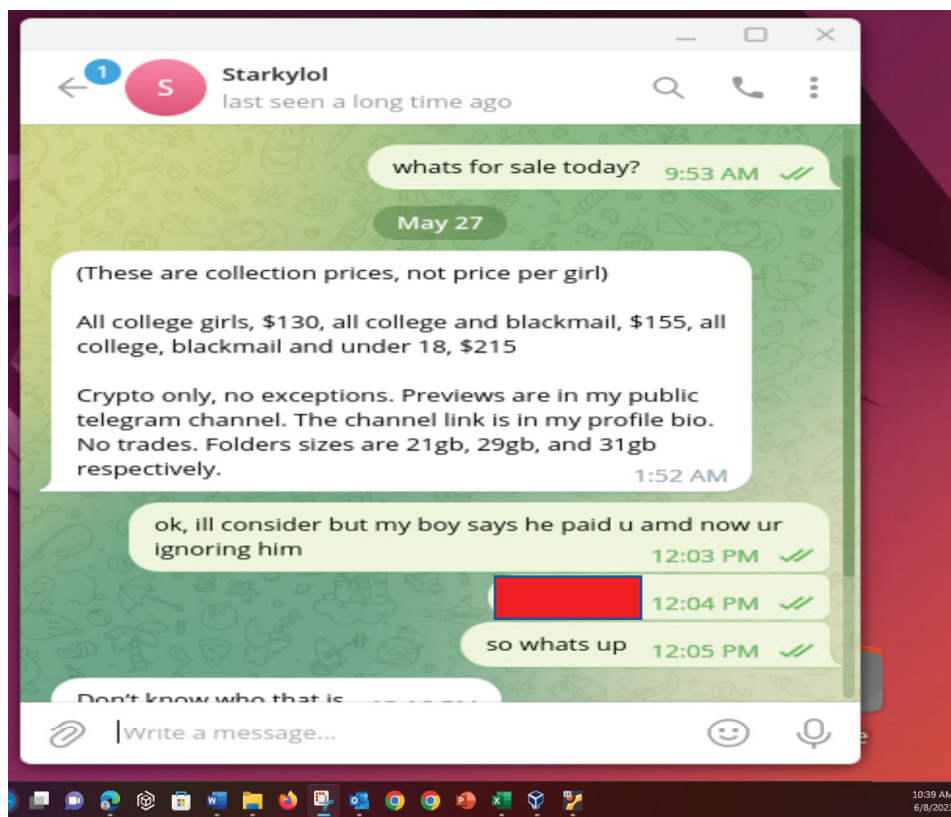 1
S
Starkylol
last seen a long time ago
whats for sale today? 9:53 AM
May 27
(These are collection prices, not price per girl)
All college girls, $130, all college and blackmail, $155, all
college, blackmail and under 18, $215
Crypto only, no exceptions. Previews are in my public
telegram channel. The channel link is in my profile bio.
No trades. Folders sizes are 21gb, 29gb, and 31gb
respectively.
1:52 AM
ok, ill consider but my boy says he paid u amd now ur
ignoring him
12:03 PM
12:04 PM
so whats up 12:05 PM
Don't know who that is
Write a message...
10:39 AM